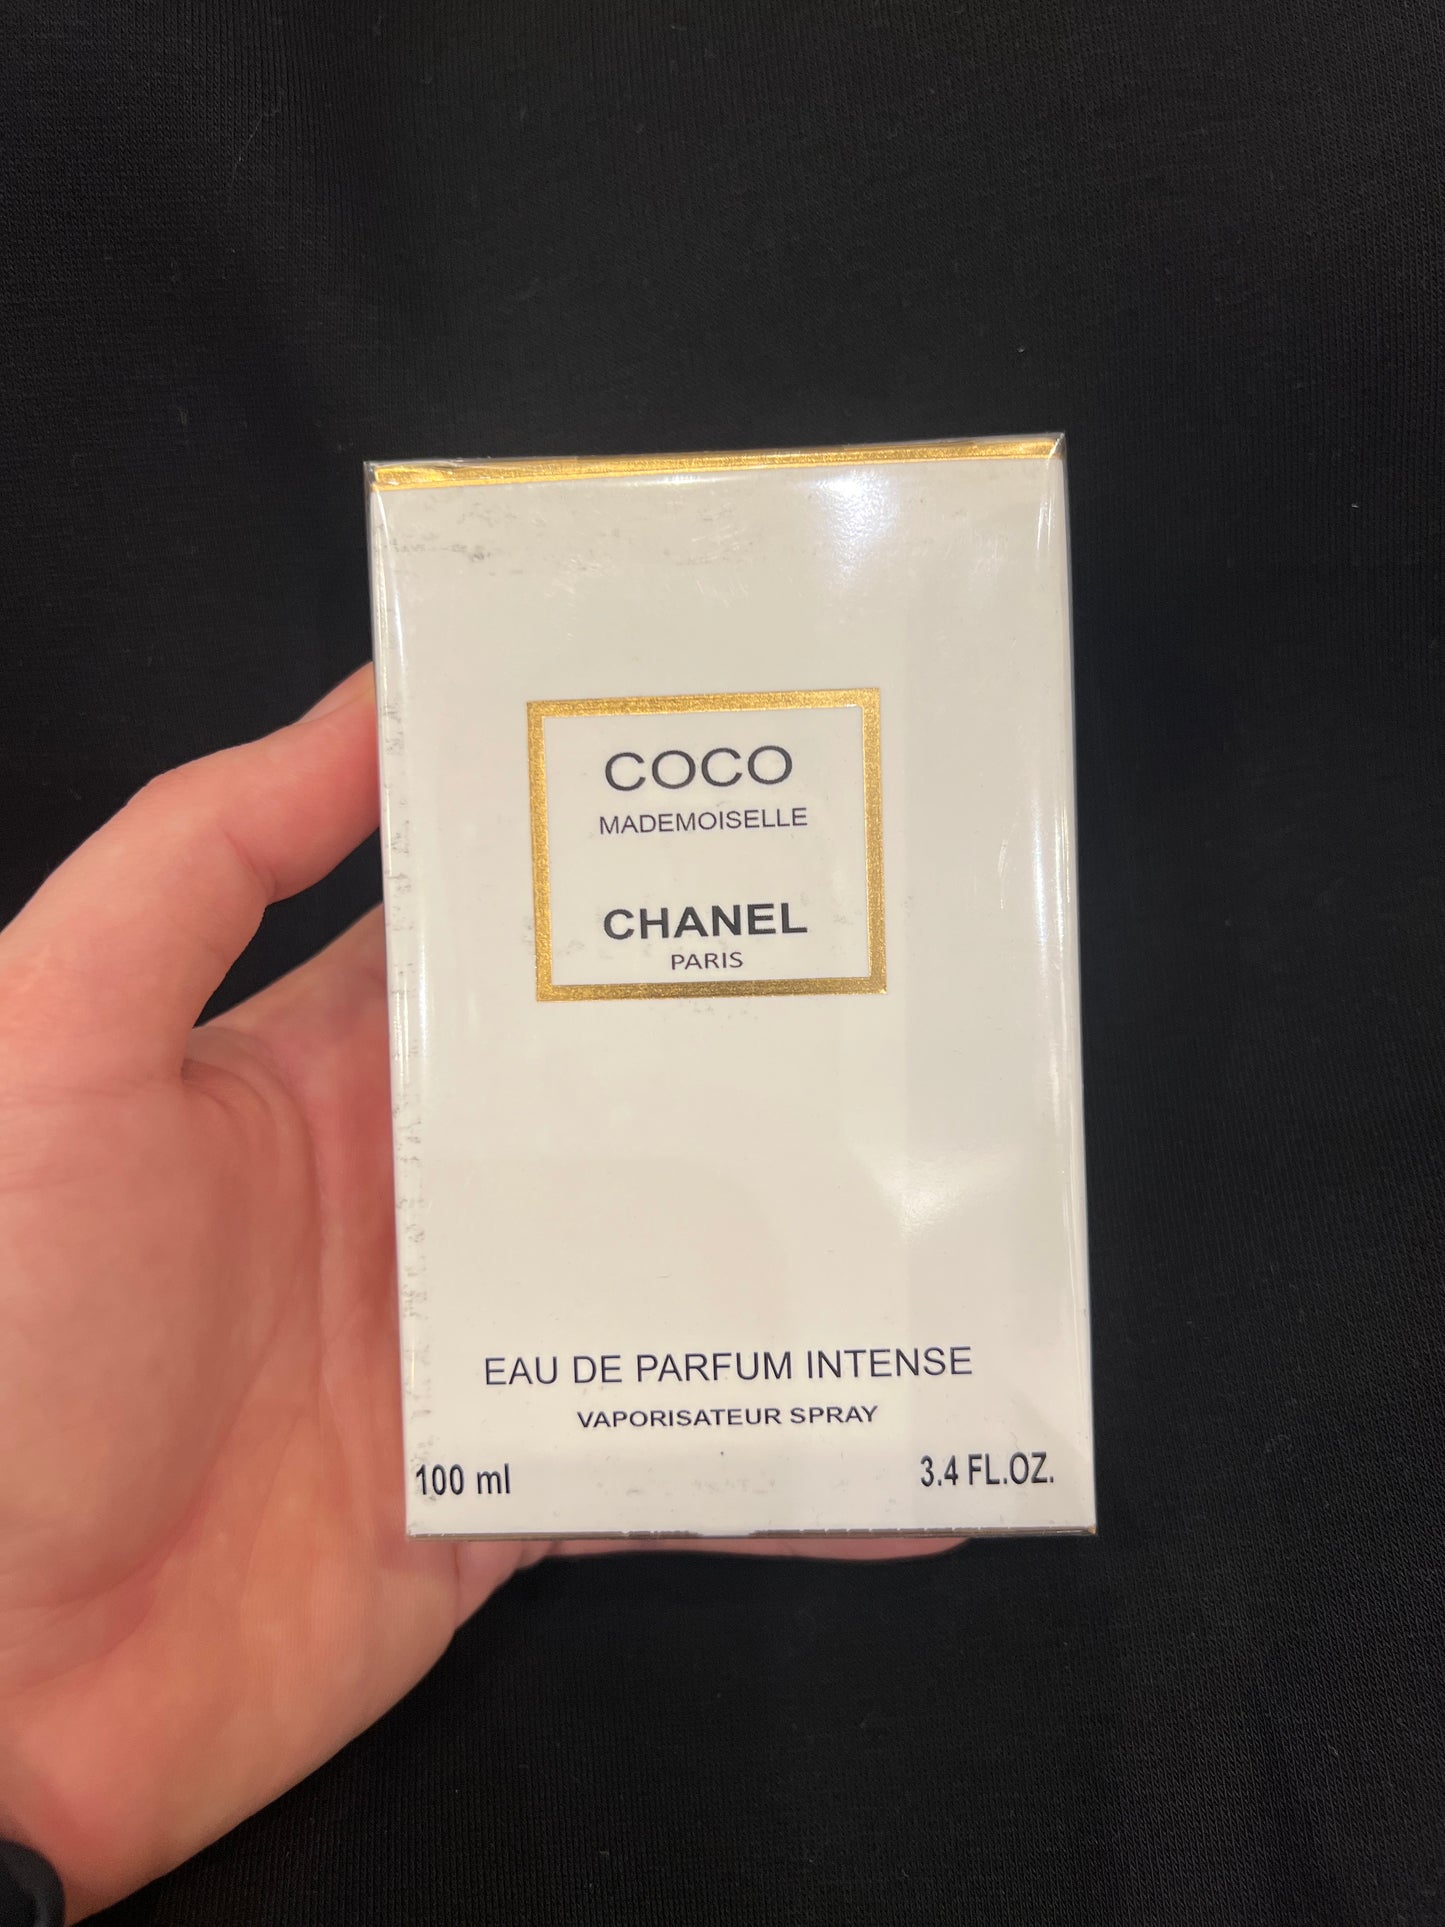 COCO
MADEMOISELLE
CHANEL
PARIS
EAU DE PARFUM INTENSE
VAPORISATEUR SPRAY
100 ml 3.4 FL.OZ.